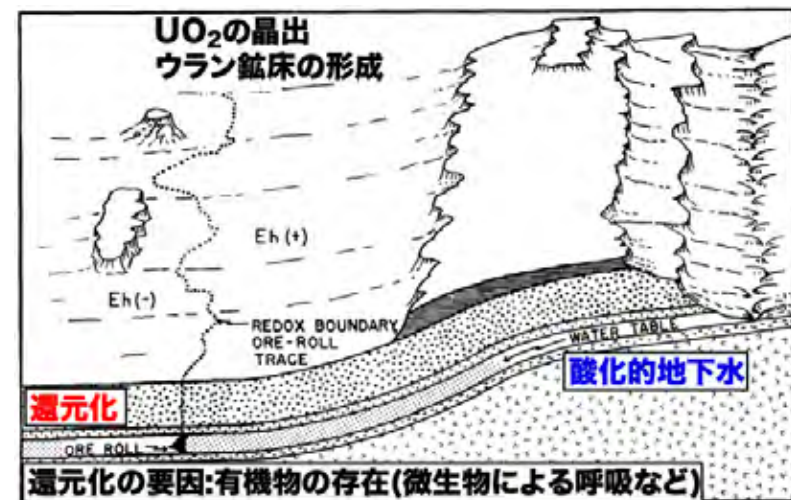 UO₂の晶出
ウラン鉱床の形成
Eh(+)
Eh(-)
REDOX BOUNDARY
ORE-ROLL
TRACE
WATER TABLE
酸化的地下水
還元化
ORE ROLL
還元化の要因:有機物の存在(微生物による呼吸など)